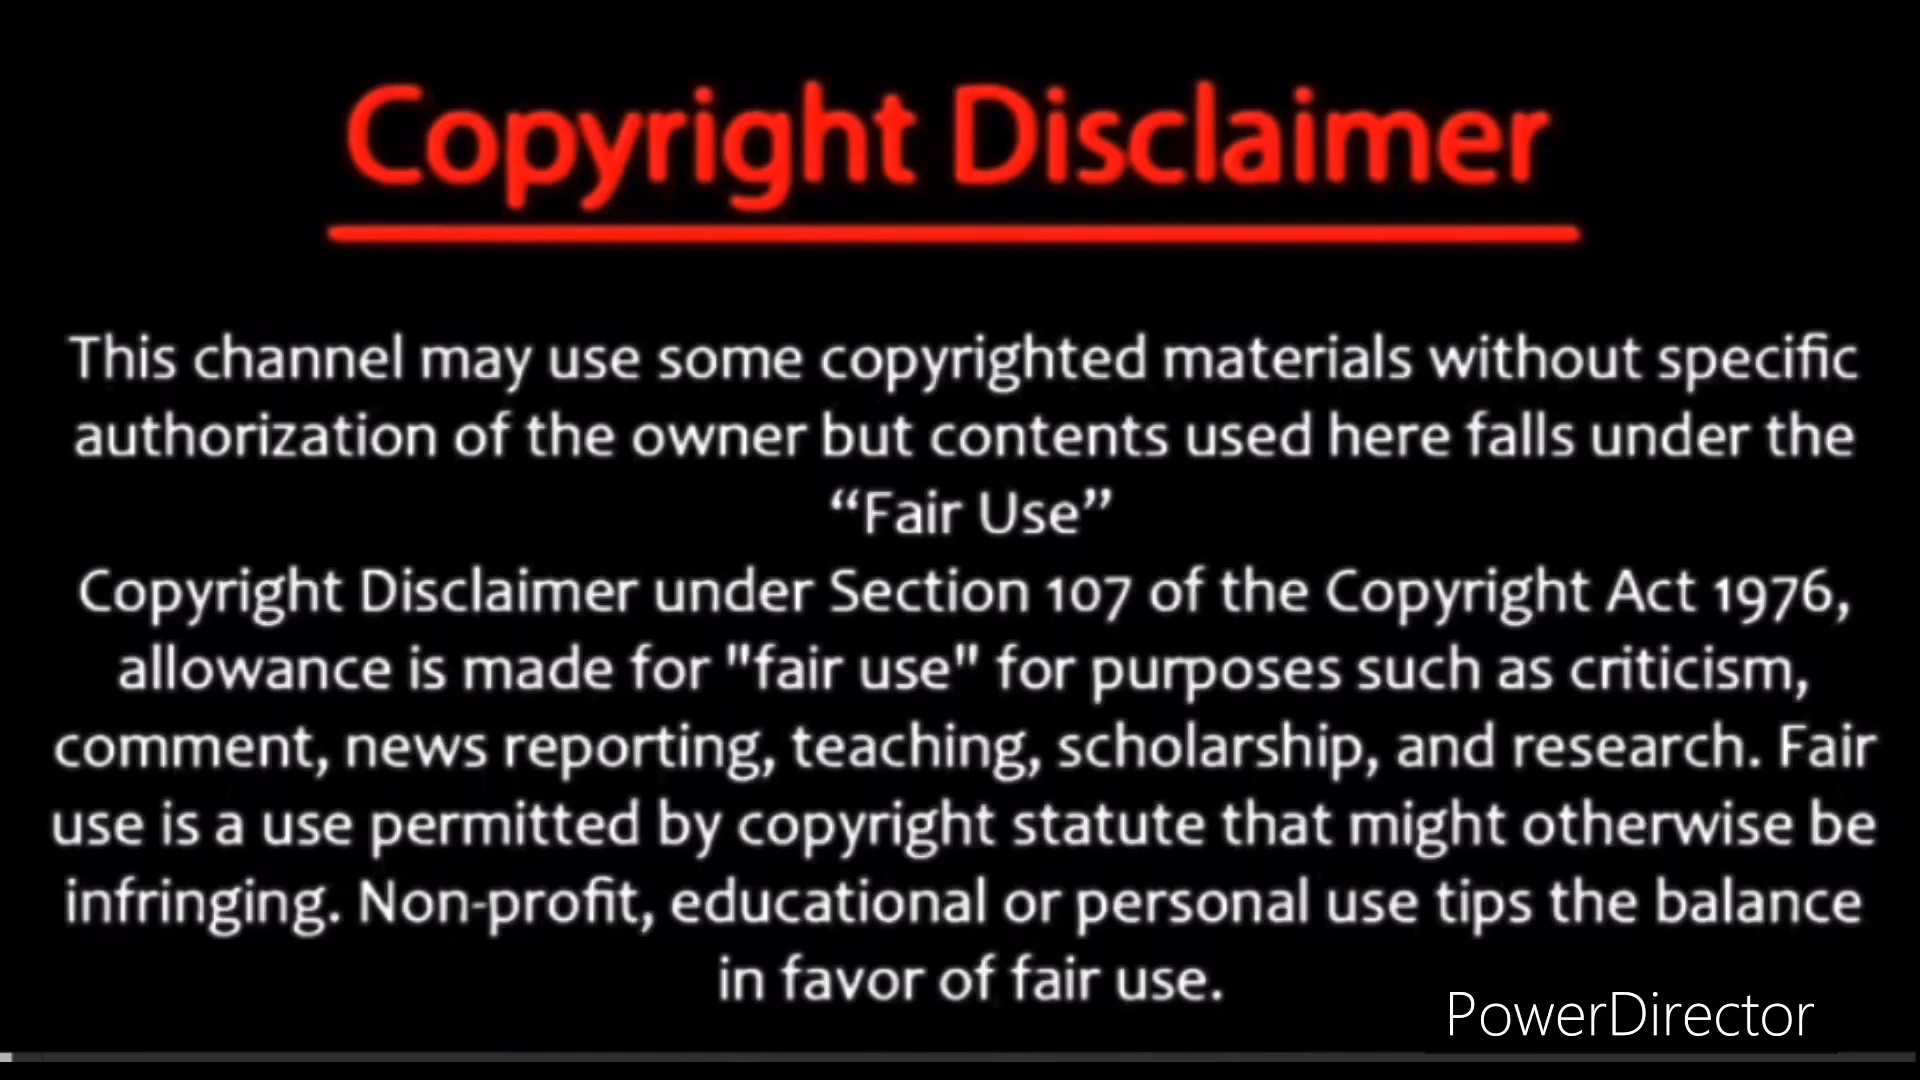 Copyright Disclaimer
This channel may use some copyrighted materials without specific
authorization of the owner but contents used here falls under the
“Fair Use”
Copyright Disclaimer under Section 107 of the Copyright Act 1976,
allowance is made for "fair use" for purposes such as criticism,
comment, news reporting, teaching, scholarship, and research. Fair
use is a use permitted by copyright statute that might otherwise be
infringing. Non-profit, educational or personal use tips the balance
in favor of fair use.
PowerDirector